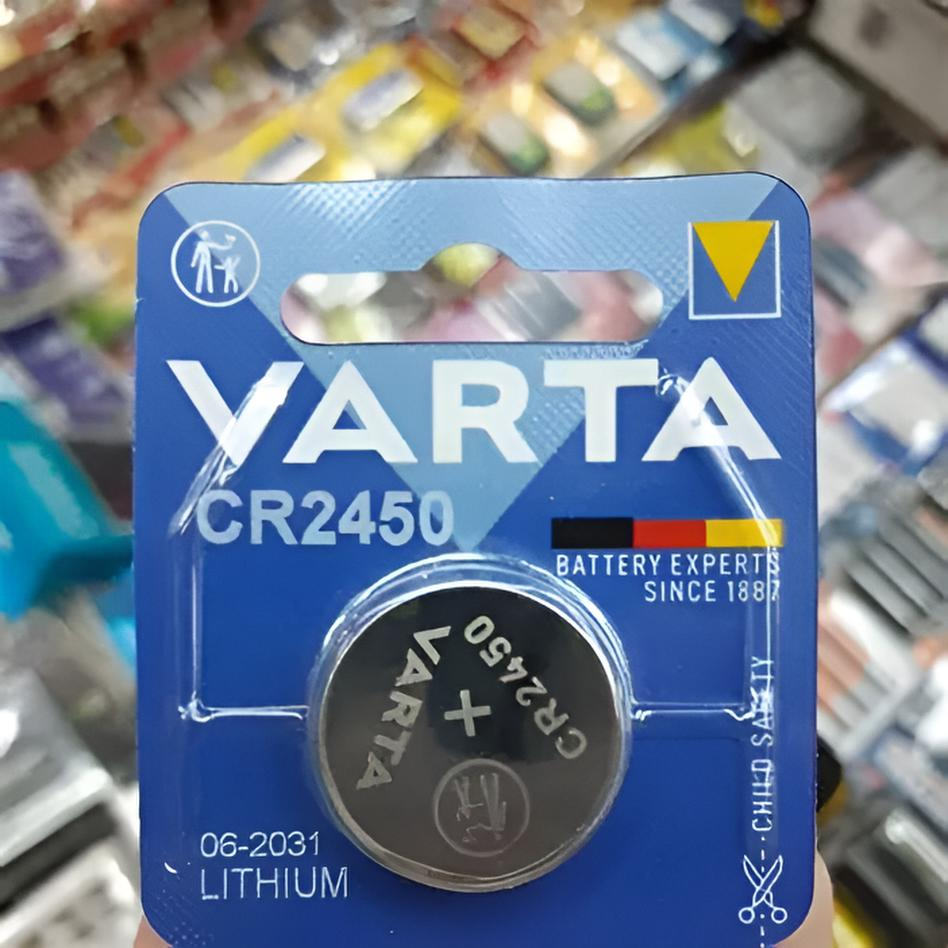 VARTA
CR2450
BATTERY EXPERTS
SINCE 1887
VARTA
CR2450
+
CHILD SAFETY
06-2031
LITHIUM